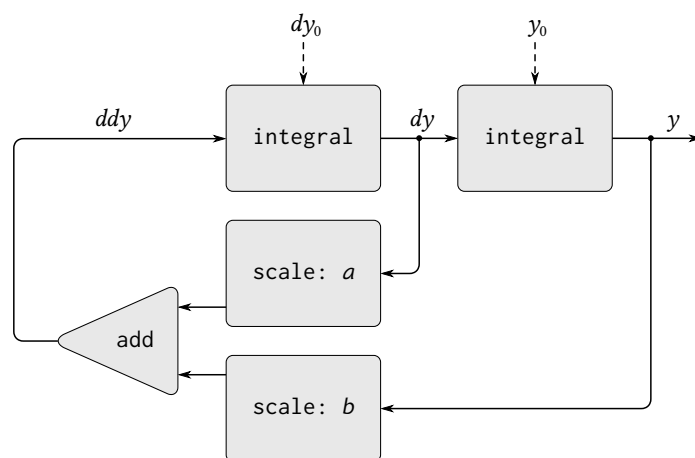 dy₀
y₀
ddy
integral
dy
integral
y
scale: a
add
scale: b